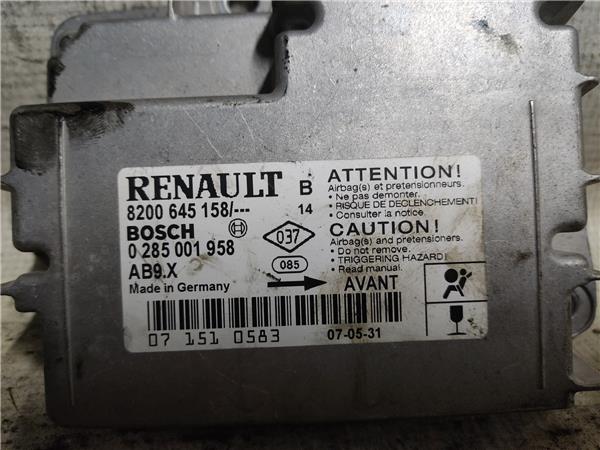 RENAULT B
8200 645 158/--- 14
BOSCH
0 285 001 958
AB9.X
Made in Germany
037
085
AVANT
ATTENTION!
Airbag(s) et pretensionneurs.
• Ne pas demonter.
• RISQUE DE DECLENCHEMENT!
• Consulter la notice.
CAUTION!
Airbag(s) and pretensioners.
• Do not remove.
• TRIGGERING HAZARD!
• Read manual.
07 151 0583
07-05-31